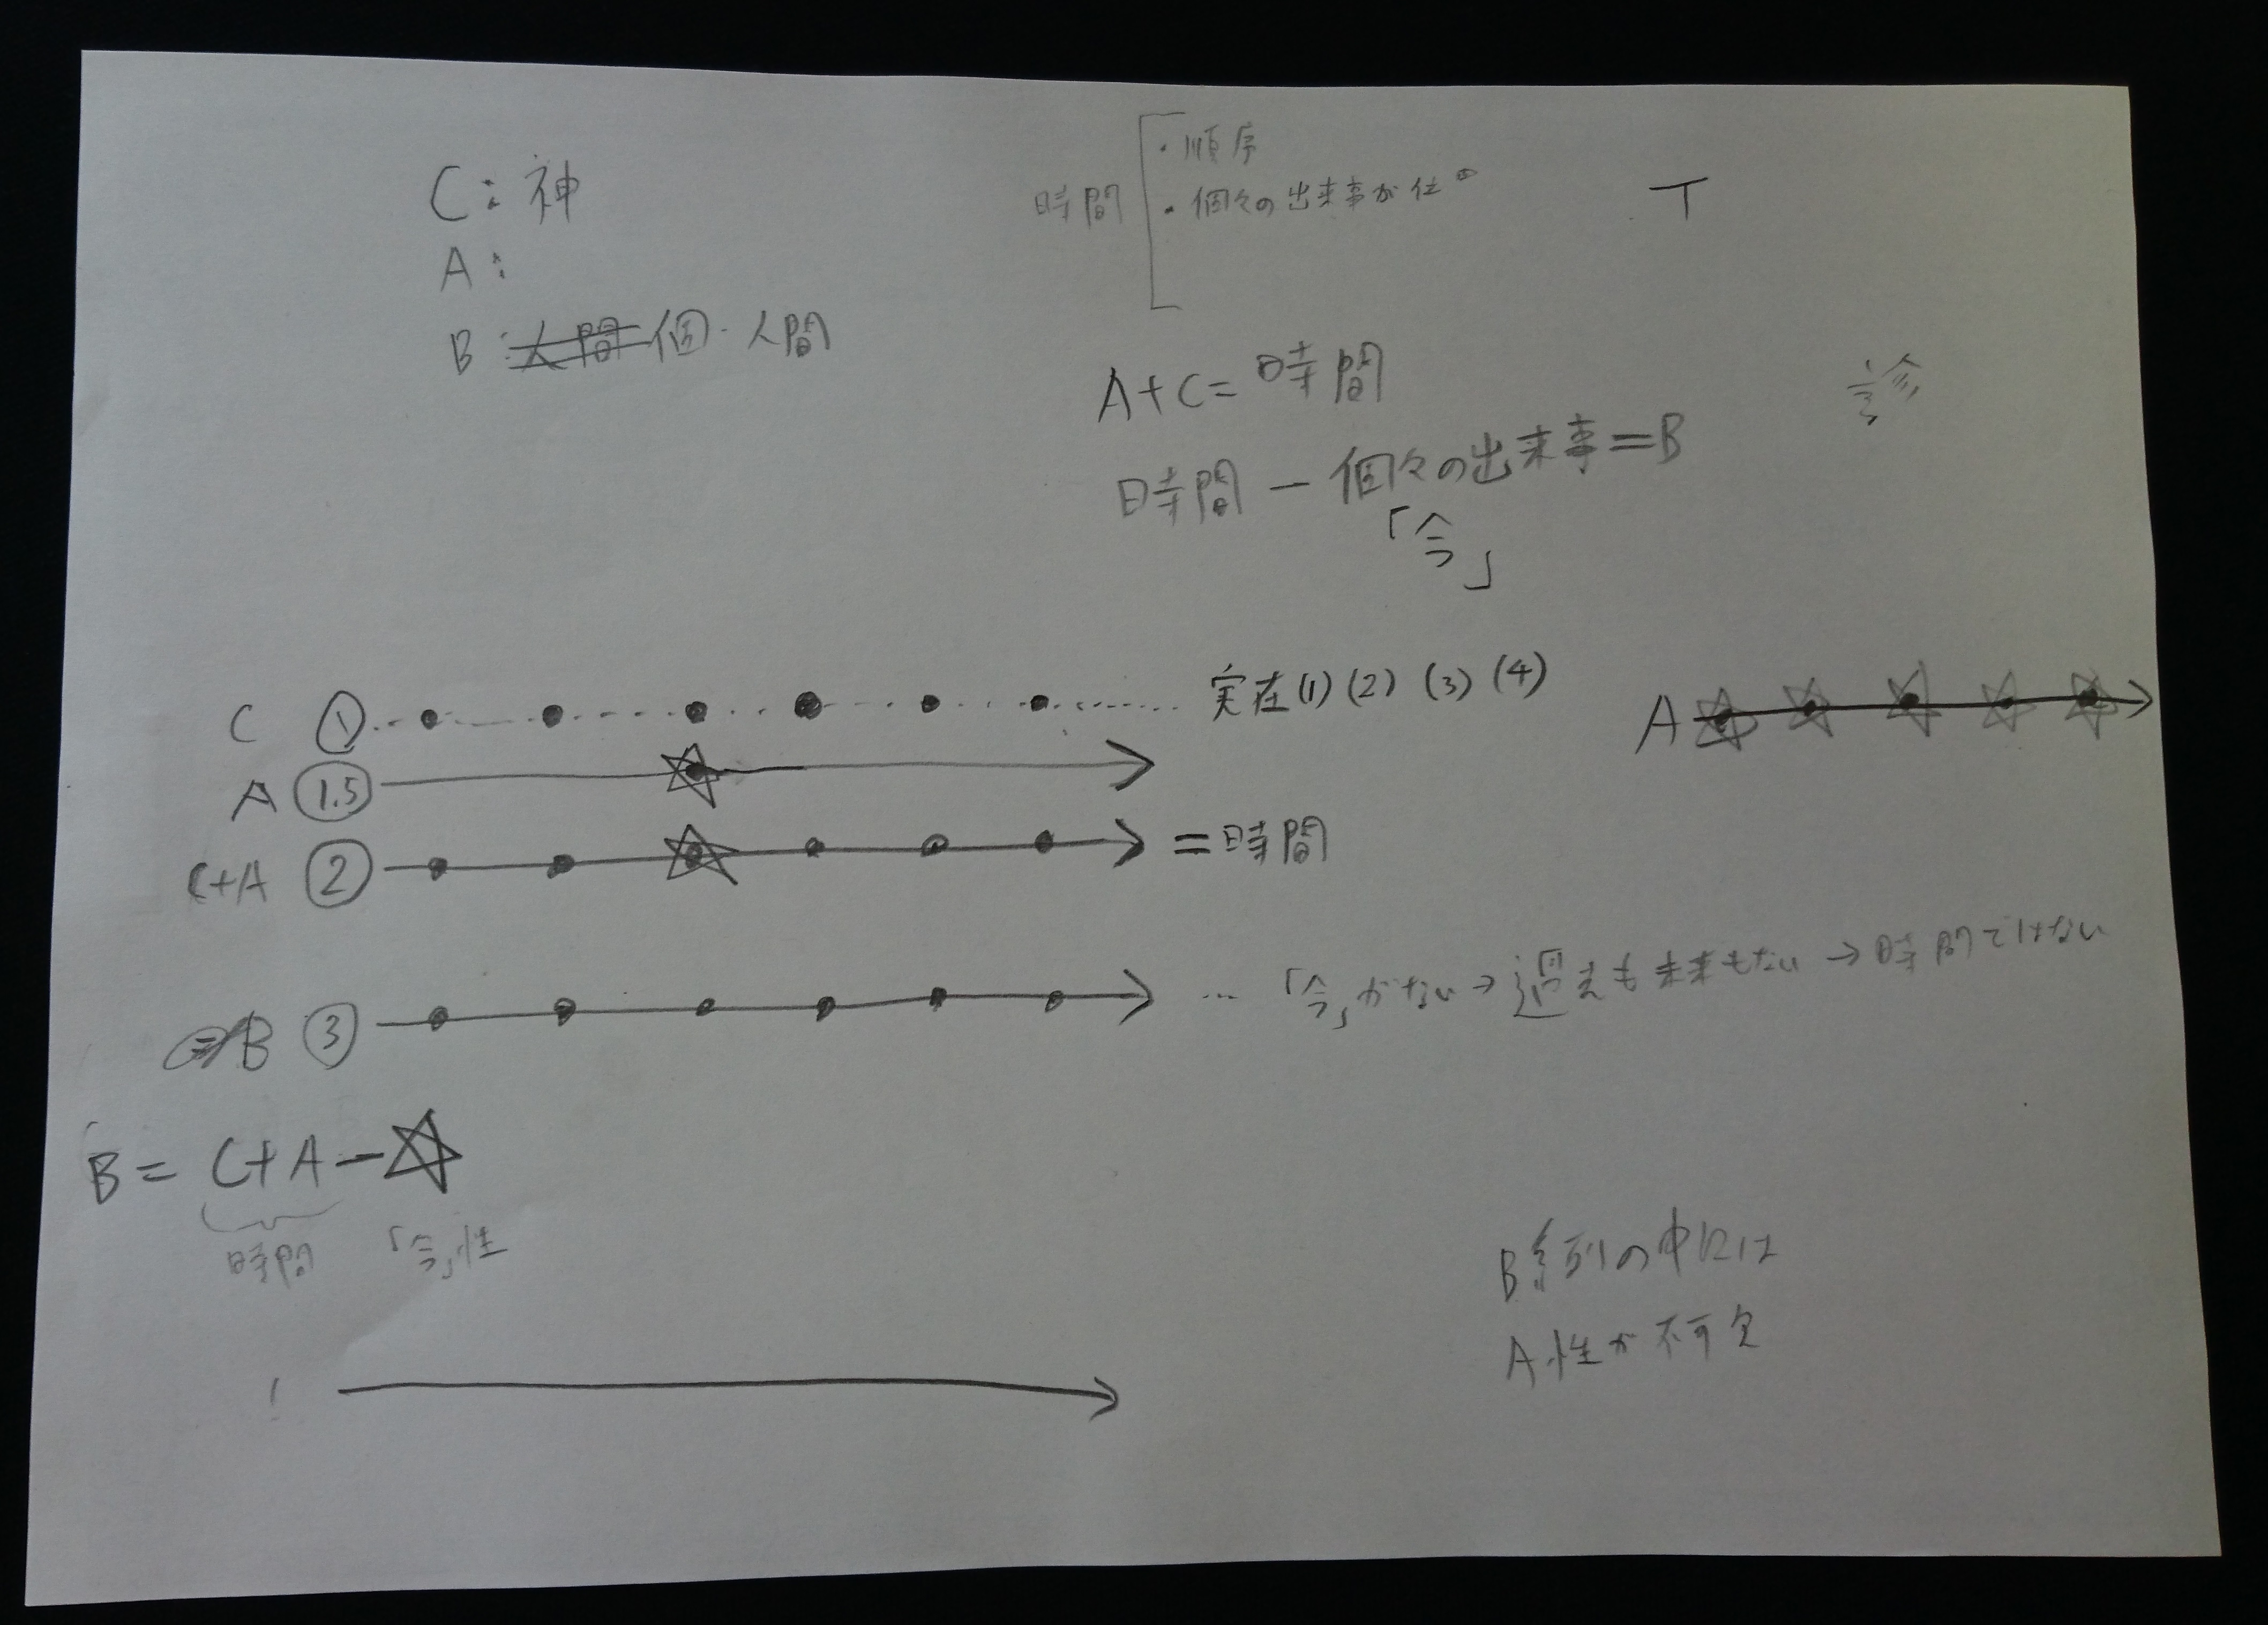 C:神
A:
B:人間 個・人間
時間
・順序
・個々の出来事が位
T
A+C=時間
時間 − 個々の出来事=B
「今」
診
C ① 実在(1)(2)(3)(4)
A
A 1.5
C+A ② =時間
B ③ … 「今」がない→過去も未来もない→時間ではない
B= C+A−☆
時間 「今」性
B系列の中には
A性が不可欠